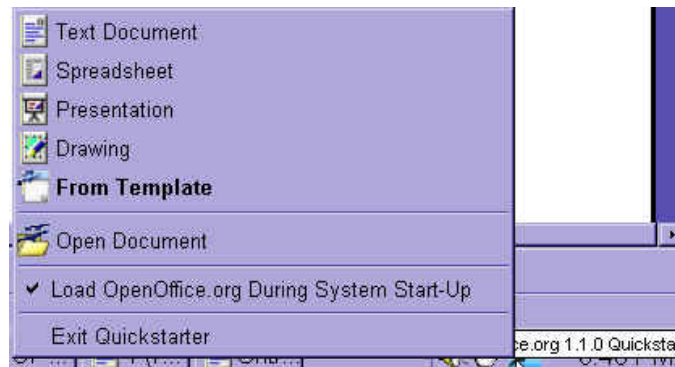 Text Document
Spreadsheet
Presentation
Drawing
From Template
Open Document
Load OpenOffice.org During System Start-Up
Exit Quickstarter
e.org 1.1.0 Quicksta